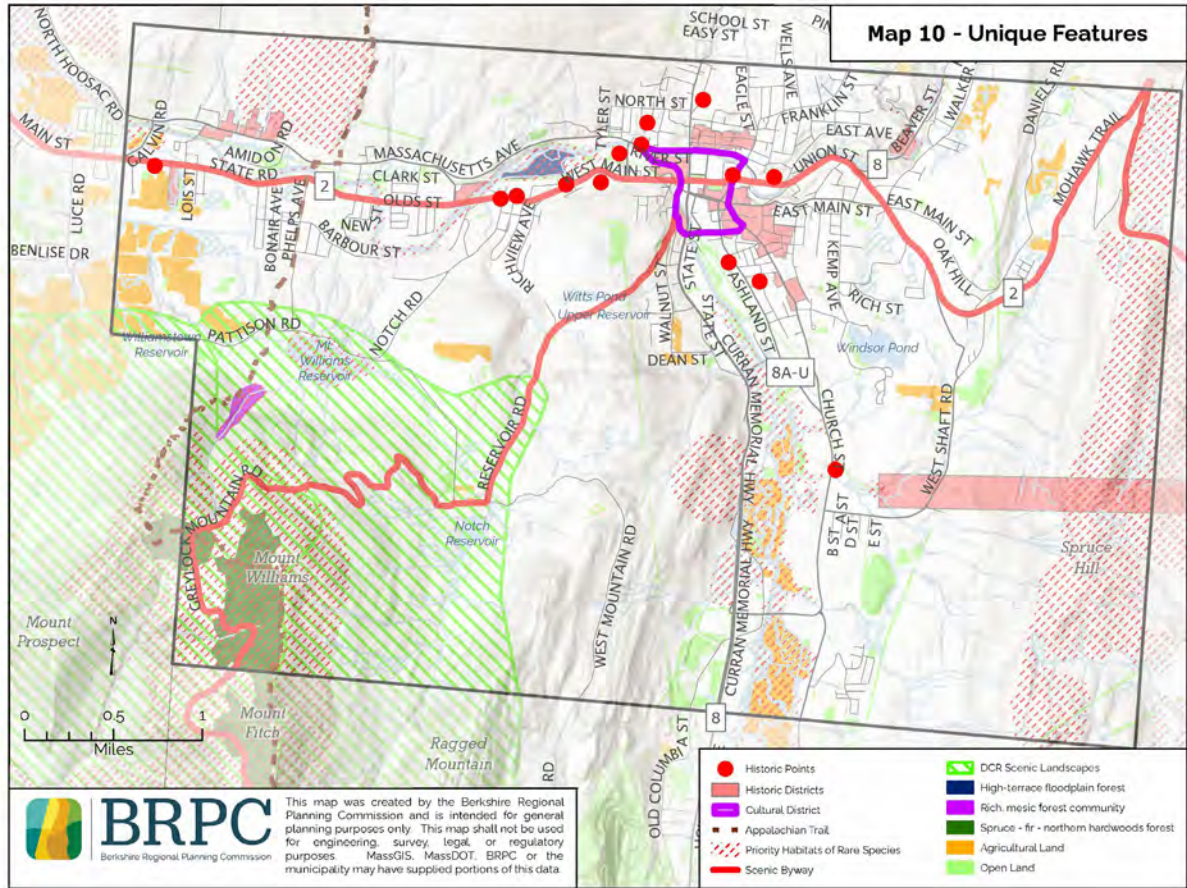 Map 10 - Unique Features
SCHOOL ST
EASY ST
PIN
WELLS AVE
NORTH HOOSAC RD
EAGLE ST
DANIELS RD
WALKER
BEAVER ST
TYLER ST
NORTH ST
FRANKLIN ST
EAST AVE
MAIN ST
GALVIN RD
AMIDON RD
MASSACHUSETTS AVE
RIVER ST
UNION ST
8
MOHAWK TRAIL
STATE RD
CLARK ST
WEST MAIN ST
2
OLDS ST
LUCE RD
LOIS ST
EAST MAIN ST
EAST MAIN ST
BONAIR AVE
PHELPS AVE
NEW ST
BARBOUR ST
RICHVIEW AVE
STATE ST
OAK HILL
BENLISE DR
KEMP AVE
ASHLAND ST
RICH ST
2
NOTCH RD
Witts Pond
Upper Reservoir
WALNUT ST
STATE ST
PATTISON RD
Williamstown
Reservoir
Mt
Williams
Reservoir
Windsor Pond
DEAN ST
8A-U
CURRAN MEMORIAL HWY
CHURCH ST
WEST SHAFT RD
RESERVOIR RD
GREYLOCK MOUNTAIN RD
Notch
Reservoir
B ST
A ST
D ST
E ST
Mount
Williams
Spruce
Hill
Mount
Prospect
N
WEST MOUNTAIN RD
CURRAN MEMORIAL HWY
0 0.5 1
Miles
Mount
Fitch
8
Ragged
Mountain
RD
OLD COLUMBIA ST
BRPC
Berkshire Regional Planning Commission
This map was created by the Berkshire Regional
Planning Commission and is intended for general
planning purposes only. This map shall not be used
for engineering, survey, legal, or regulatory
purposes. MassGIS, MassDOT, BRPC or the
municipality may have supplied portions of this data.
Historic Points
Historic Districts
Cultural District
Appalachian Trail
Priority Habitats of Rare Species
Scenic Byway
DCR Scenic Landscapes
High-terrace floodplain forest
Rich, mesic forest community
Spruce - fir - northern hardwoods forest
Agricultural Land
Open Land